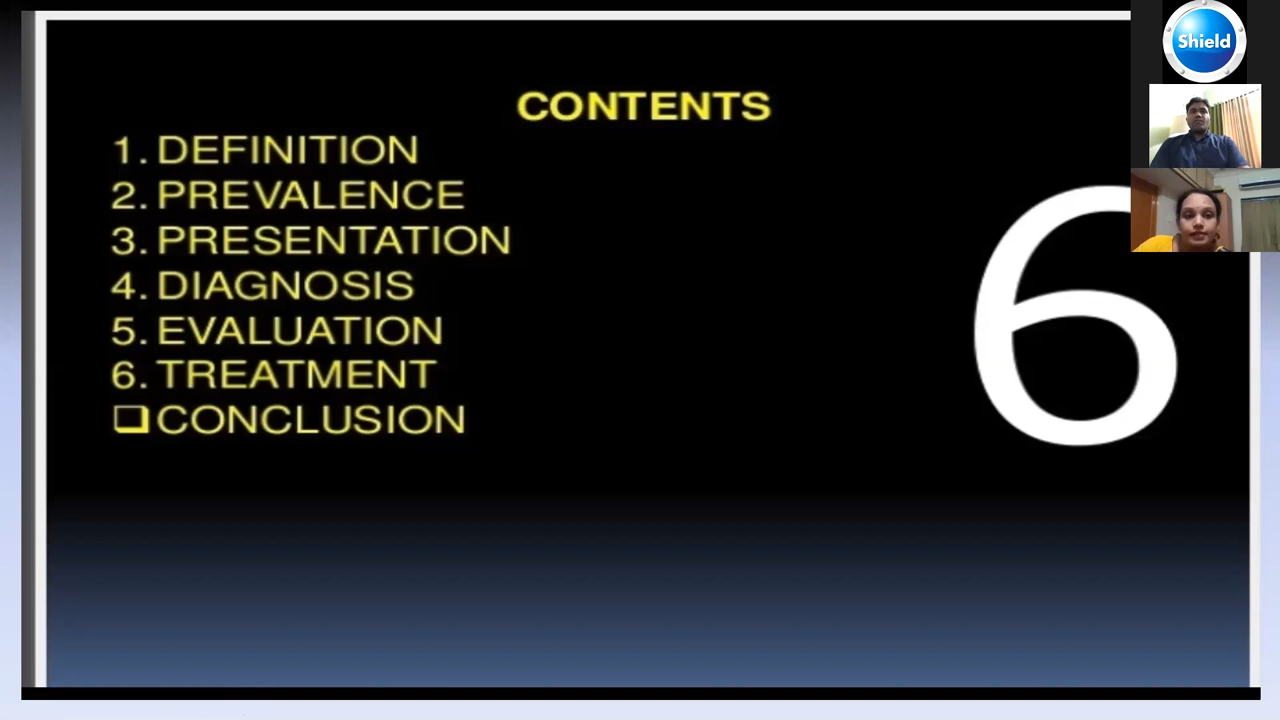 Shield
CONTENTS
1. DEFINITION
2. PREVALENCE
3. PRESENTATION
4. DIAGNOSIS
5. EVALUATION
6. TREATMENT
❑ CONCLUSION
6